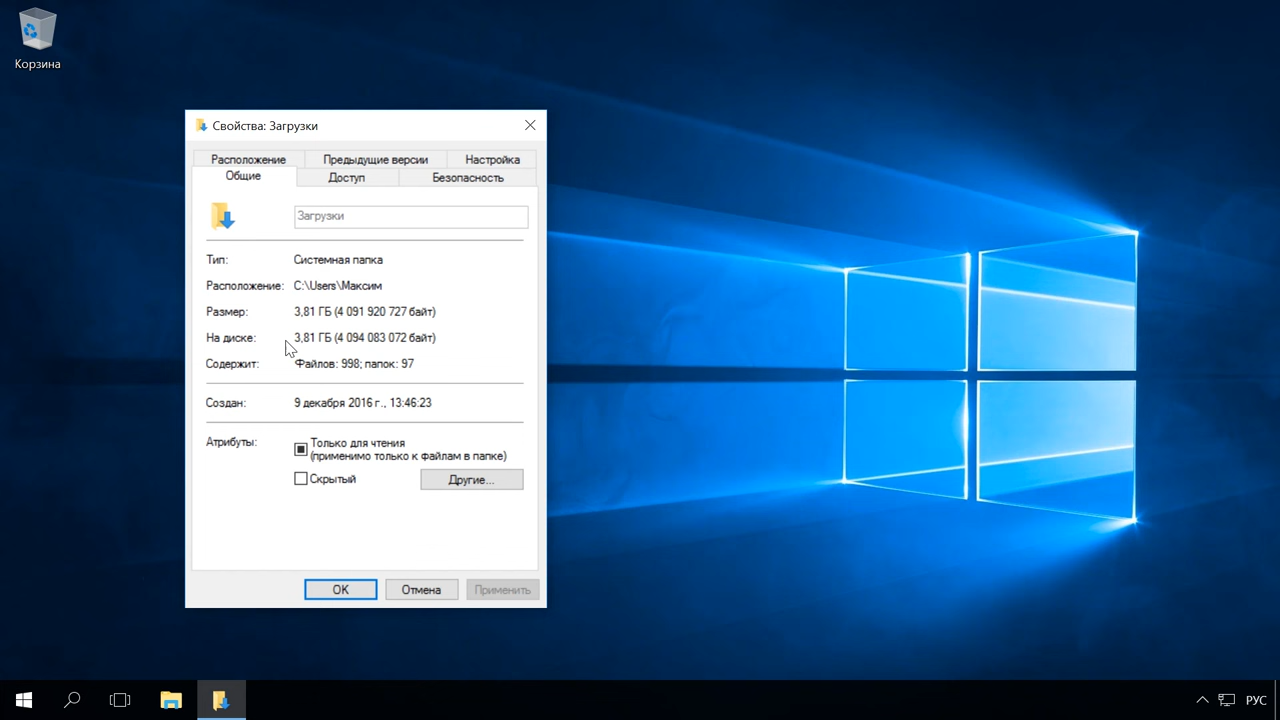 Корзина
Свойства: Загрузки
Расположение Предыдущие версии Настройка
Общие Доступ Безопасность
Загрузки
Тип: Системная папка
Расположение: C:\Users\Максим
Размер: 3,81 ГБ (4 091 920 727 байт)
На диске: 3,81 ГБ (4 094 083 072 байт)
Содержит: Файлов: 998; папок: 97
Создан: 9 декабря 2016 г., 13:46:23
Атрибуты: Только для чтения
(применимо только к файлам в папке)
Скрытый Другие...
ОК Отмена Применить
РУС